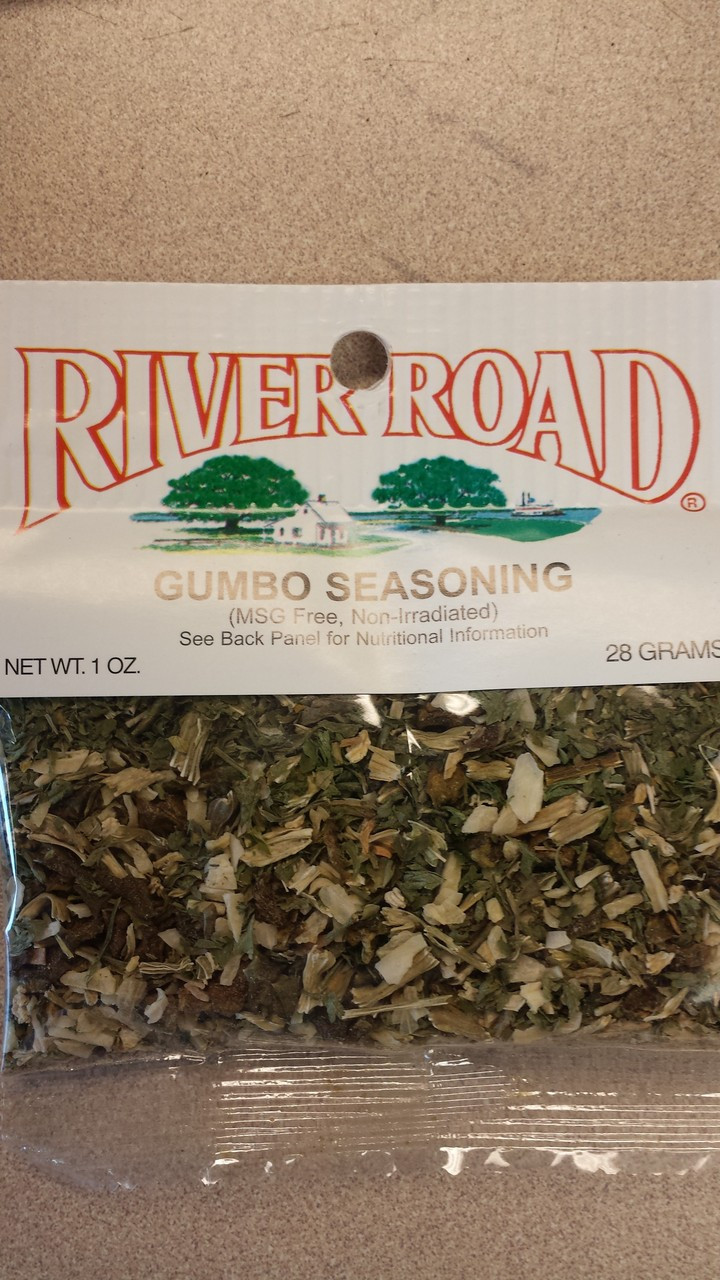 RIVER ROAD ®
GUMBO SEASONING
(MSG Free, Non-Irradiated)
See Back Panel for Nutritional Information
NET WT. 1 OZ.
28 GRAMS